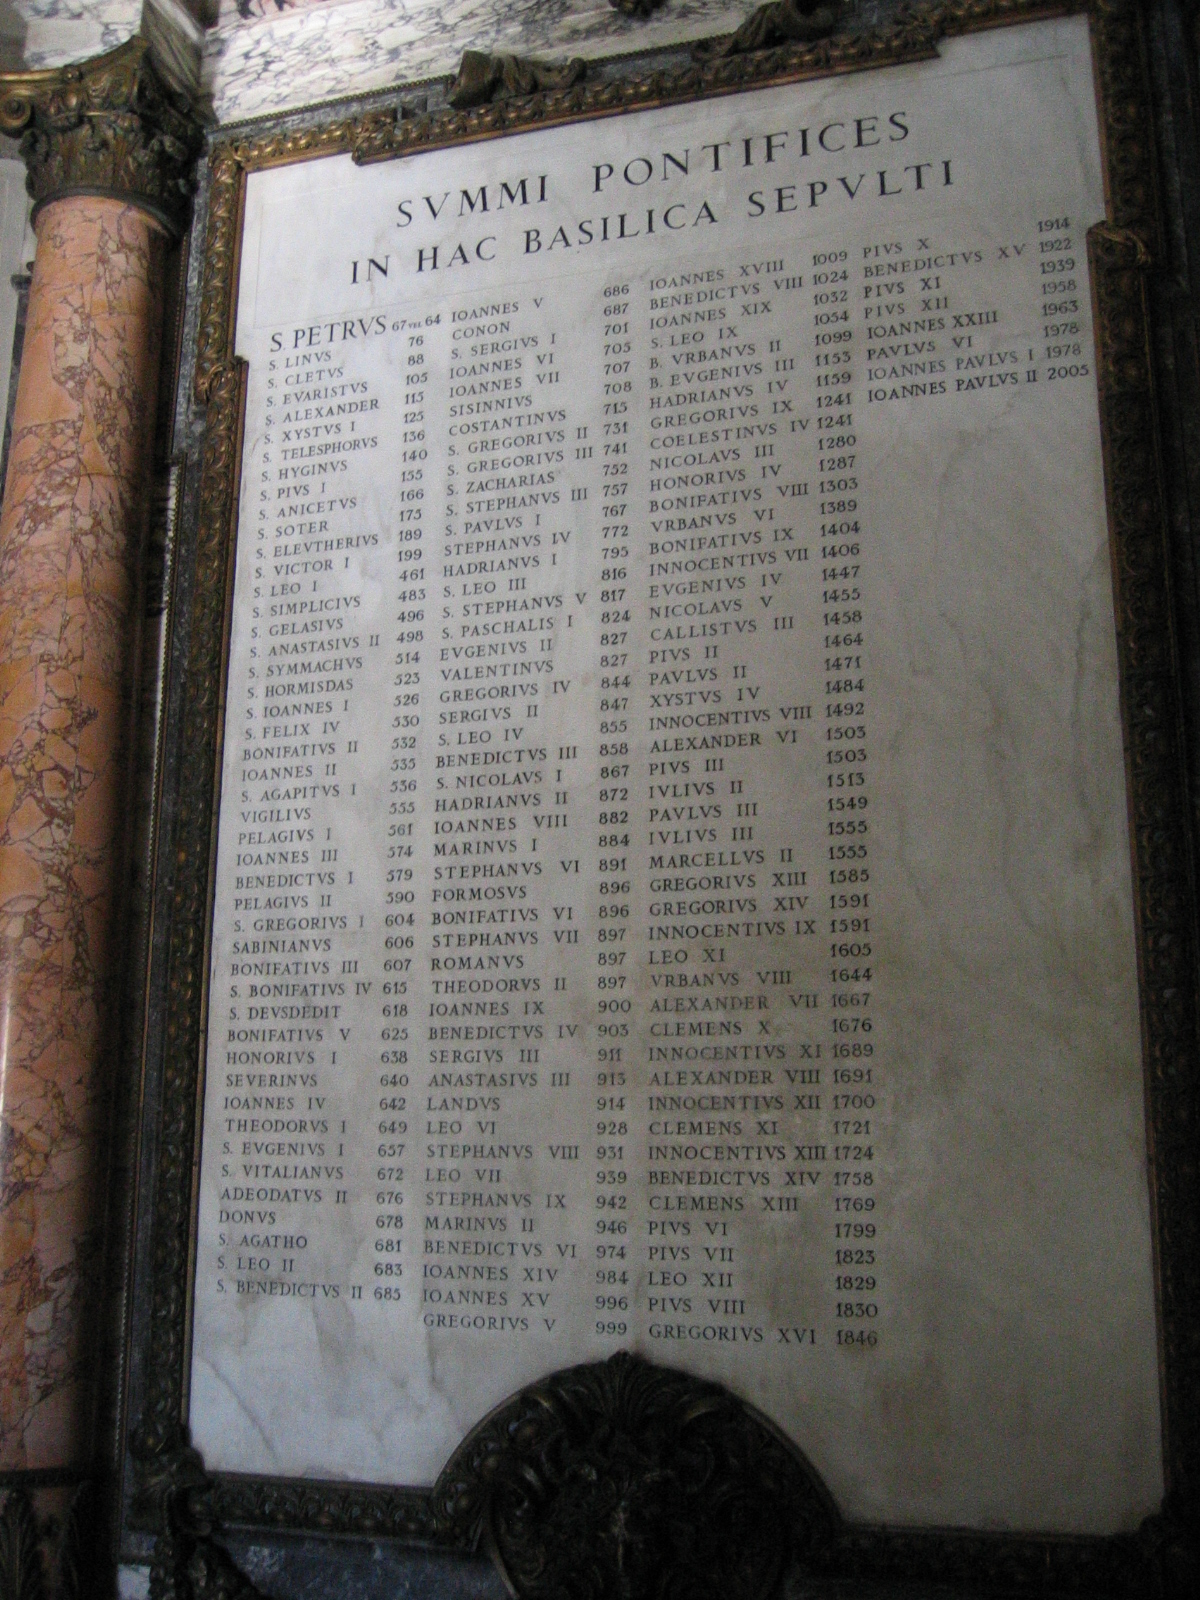 SVMMI PONTIFICES
IN HAC BASILICA SEPVLTI
S. PETRVS 67 VEL 64
S. LINVS 76
S. CLETVS 88
S. EVARISTVS 105
S. ALEXANDER 115
S. XYSTVS I 125
S. TELESPHORVS 136
S. HYGINVS 140
S. PIVS I 155
S. ANICETVS 166
S. SOTER 175
S. ELEVTHERIVS 189
S. VICTOR I 199
S. LEO I 461
S. SIMPLICIVS 483
S. GELASIVS 496
S. ANASTASIVS II 498
S. SYMMACHVS 514
S. HORMISDAS 523
S. IOANNES I 526
S. FELIX IV 530
BONIFATIVS II 532
IOANNES II 535
S. AGAPITVS I 536
VIGILIVS 555
PELAGIVS I 561
IOANNES III 574
BENEDICTVS I 579
PELAGIVS II 590
S. GREGORIVS I 604
SABINIANVS 606
BONIFATIVS III 607
S. BONIFATIVS IV 615
S. DEVSDEDIT 618
BONIFATIVS V 625
HONORIVS I 638
SEVERINVS 640
IOANNES IV 642
THEODORVS I 649
S. EVGENIVS I 657
S. VITALIANVS 672
ADEODATVS II 676
DONVS 678
S. AGATHO 681
S. LEO II 683
S. BENEDICTVS II 685
IOANNES V 686
CONON 687
S. SERGIVS I 701
IOANNES VI 705
IOANNES VII 707
SISINNIVS 708
COSTANTINVS 715
S. GREGORIVS II 731
S. GREGORIVS III 741
S. ZACHARIAS 752
S. STEPHANVS III 757
S. PAVLVS I 767
STEPHANVS IV 772
HADRIANVS I 795
S. LEO III 816
S. STEPHANVS V 817
S. PASCHALIS I 824
EVGENIVS II 827
VALENTINVS 827
GREGORIVS IV 844
SERGIVS II 847
S. LEO IV 855
BENEDICTVS III 858
S. NICOLAVS I 867
HADRIANVS II 872
IOANNES VIII 882
MARINVS I 884
STEPHANVS VI 891
FORMOSVS 896
BONIFATIVS VI 896
STEPHANVS VII 897
ROMANVS 897
THEODORVS II 897
IOANNES IX 900
BENEDICTVS IV 903
SERGIVS III 911
ANASTASIVS III 913
LANDVS 914
LEO VI 928
STEPHANVS VIII 931
LEO VII 939
STEPHANVS IX 942
MARINVS II 946
BENEDICTVS VI 974
IOANNES XIV 984
IOANNES XV 996
GREGORIVS V 999
IOANNES XVIII 1009
BENEDICTVS VIII 1024
IOANNES XIX 1032
S. LEO IX 1054
B. VRBANVS II 1099
B. EVGENIVS III 1153
HADRIANVS IV 1159
GREGORIVS IX 1241
COELESTINVS IV 1241
NICOLAVS III 1280
HONORIVS IV 1287
BONIFATIVS VIII 1303
VRBANVS VI 1389
BONIFATIVS IX 1404
INNOCENTIVS VII 1406
EVGENIVS IV 1447
NICOLAVS V 1455
CALLISTVS III 1458
PIVS II 1464
PAVLVS II 1471
XYSTVS IV 1484
INNOCENTIVS VIII 1492
ALEXANDER VI 1503
PIVS III 1503
IVLIVS II 1513
PAVLVS III 1549
IVLIVS III 1555
MARCELLVS II 1555
GREGORIVS XIII 1585
GREGORIVS XIV 1591
INNOCENTIVS IX 1591
LEO XI 1605
VRBANVS VIII 1644
ALEXANDER VII 1667
CLEMENS X 1676
INNOCENTIVS XI 1689
ALEXANDER VIII 1691
INNOCENTIVS XII 1700
CLEMENS XI 1721
INNOCENTIVS XIII 1724
BENEDICTVS XIV 1758
CLEMENS XIII 1769
PIVS VI 1799
PIVS VII 1823
LEO XII 1829
PIVS VIII 1830
GREGORIVS XVI 1846
PIVS X 1914
BENEDICTVS XV 1922
PIVS XI 1939
PIVS XII 1958
IOANNES XXIII 1963
PAVLVS VI 1978
IOANNES PAVLVS I 1978
IOANNES PAVLVS II 2005